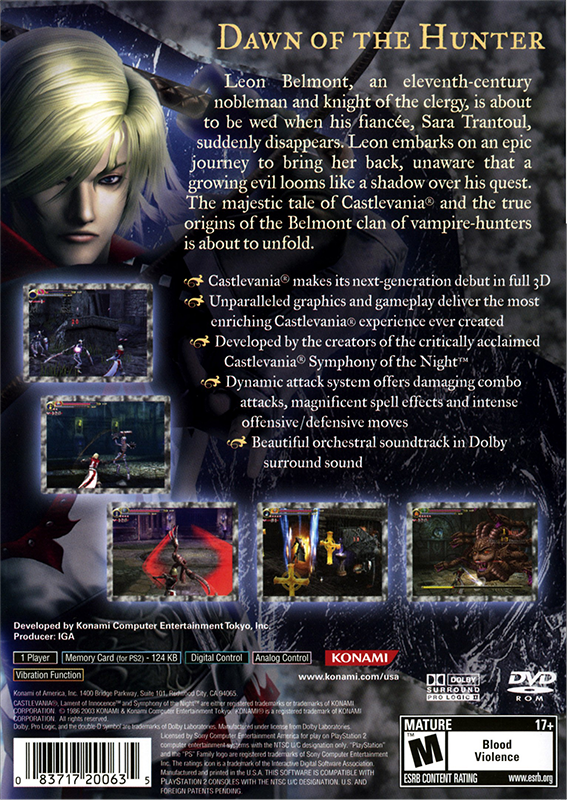 DAWN OF THE HUNTER
Leon Belmont, an eleventh-century
nobleman and knight of the clergy, is about
to be wed when his fiancée, Sara Trantoul,
suddenly disappears. Leon embarks on an epic
journey to bring her back, unaware that a
growing evil looms like a shadow over his quest.
The majestic tale of Castlevania® and the true
origins of the Belmont clan of vampire-hunters
is about to unfold.
Castlevania® makes its next-generation debut in full 3D
Unparalleled graphics and gameplay deliver the most
enriching Castlevania® experience ever created
Developed by the creators of the critically acclaimed
Castlevania® Symphony of the Night™
Dynamic attack system offers damaging combo
attacks, magnificent spell effects and intense
offensive/defensive moves
Beautiful orchestral soundtrack in Dolby
surround sound
Developed by Konami Computer Entertainment Tokyo, Inc.
Producer: IGA
1 Player
Memory Card (for PS2) - 124 KB
Digital Control
Analog Control
Vibration Function
KONAMI
www.konami.com/usa
DOLBY
SURROUND
PRO LOGIC II
DVD
ROM
Konami of America, Inc. 1400 Bridge Parkway, Suite 101, Redwood City, CA 94065.
CASTLEVANIA®, Lament of Innocence™ and Symphony of the Night™ are either registered trademarks or trademarks of KONAMI
CORPORATION. © 1986 2003 KONAMI & Konami Computer Entertainment Tokyo. KONAMI® is a registered trademark of KONAMI
CORPORATION. All rights reserved.
Dolby, Pro Logic, and the double-D symbol are trademarks of Dolby Laboratories. Manufactured under license from Dolby Laboratories.
Licensed by Sony Computer Entertainment America for play on PlayStation 2
computer entertainment systems with the NTSC U/C designation only. "PlayStation"
and the "PS" Family logo are registered trademarks of Sony Computer Entertainment Inc.
The ratings icon is a trademark of the Interactive Digital Software Association.
Manufactured and printed in the U.S.A. THIS SOFTWARE IS COMPATIBLE WITH
PLAYSTATION 2 CONSOLES WITH THE NTSC U/C DESIGNATION. U.S. AND
FOREIGN PATENTS PENDING.
0 83717 20063 5
MATURE 17+
M
Blood
Violence
ESRB CONTENT RATING www.esrb.org